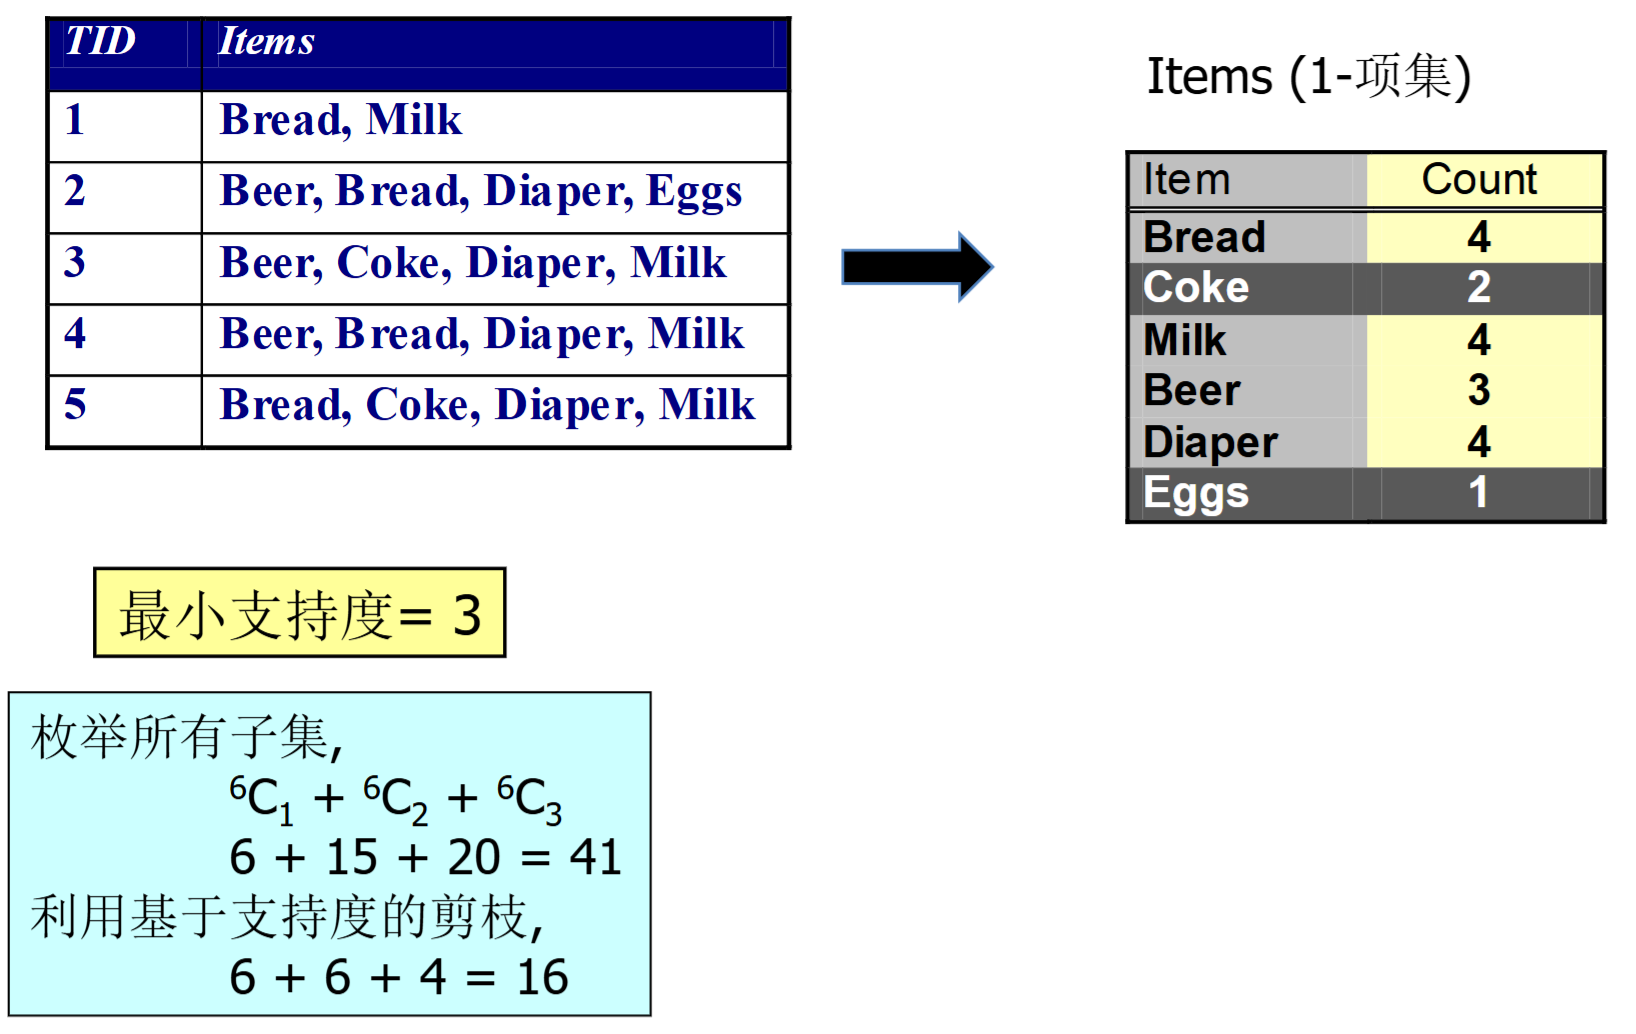 TID Items
1 Bread, Milk
2 Beer, Bread, Diaper, Eggs
3 Beer, Coke, Diaper, Milk
4 Beer, Bread, Diaper, Milk
5 Bread, Coke, Diaper, Milk
Items (1-项集)
Item Count
Bread 4
Coke 2
Milk 4
Beer 3
Diaper 4
Eggs 1
最小支持度= 3
枚举所有子集,
⁶C₁ + ⁶C₂ + ⁶C₃
6 + 15 + 20 = 41
利用基于支持度的剪枝,
6 + 6 + 4 = 16